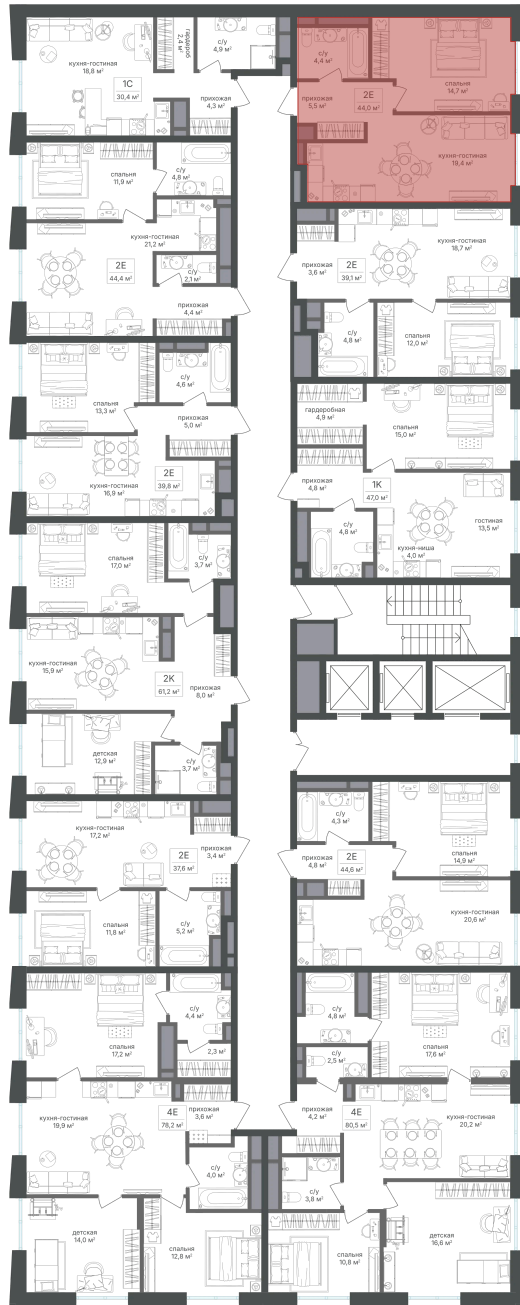 кухня-гостиная
18,8 м²
гардероб
2,4 м²
с/у
4,9 м²
1С
30,4 м²
прихожая
4,3 м²
с/у
4,4 м²
спальня
14,7 м²
прихожая
5,5 м²
2Е
44,0 м²
кухня-гостиная
19,4 м²
спальня
11,9 м²
с/у
4,8 м²
кухня-гостиная
21,2 м²
2Е
44,4 м²
с/у
2,1 м²
прихожая
4,4 м²
кухня-гостиная
18,7 м²
прихожая
3,6 м²
2Е
39,1 м²
с/у
4,8 м²
спальня
12,0 м²
с/у
4,6 м²
спальня
13,3 м²
прихожая
5,0 м²
2Е
39,8 м²
кухня-гостиная
16,9 м²
гардеробная
4,9 м²
спальня
15,0 м²
прихожая
4,8 м²
1К
47,0 м²
гостиная
13,5 м²
с/у
4,8 м²
кухня-ниша
4,0 м²
спальня
17,0 м²
с/у
3,7 м²
кухня-гостиная
15,9 м²
2К
61,2 м²
прихожая
8,0 м²
детская
12,9 м²
с/у
3,7 м²
кухня-гостиная
17,2 м²
2Е
37,6 м²
прихожая
3,4 м²
спальня
11,8 м²
с/у
5,2 м²
с/у
4,3 м²
спальня
14,9 м²
прихожая
4,8 м²
2Е
44,6 м²
кухня-гостиная
20,6 м²
спальня
17,2 м²
с/у
4,4 м²
2,3 м²
с/у
4,8 м²
с/у
2,5 м²
спальня
17,6 м²
кухня-гостиная
19,9 м²
4Е
78,2 м²
прихожая
3,6 м²
с/у
4,0 м²
прихожая
4,2 м²
4Е
80,5 м²
кухня-гостиная
20,2 м²
с/у
3,8 м²
детская
14,0 м²
спальня
12,8 м²
спальня
10,8 м²
детская
16,6 м²